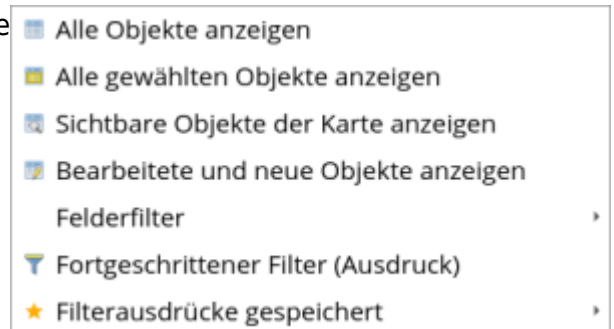 e
Alle Objekte anzeigen
Alle gewählten Objekte anzeigen
Sichtbare Objekte der Karte anzeigen
Bearbeitete und neue Objekte anzeigen
Felderfilter
Fortgeschrittener Filter (Ausdruck)
Filterausdrücke gespeichert